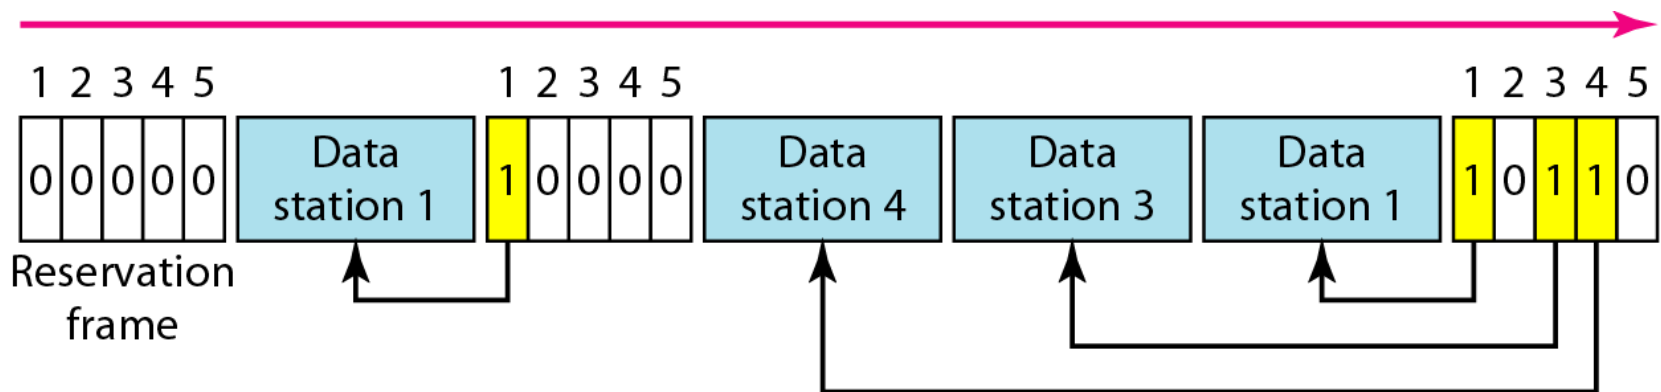 1 2 3 4 5 1 2 3 4 5 1 2 3 4 5
0 0 0 0 0 Data station 1 1 0 0 0 0 Data station 4 Data station 3 Data station 1 1 0 1 1 0
Reservation
frame